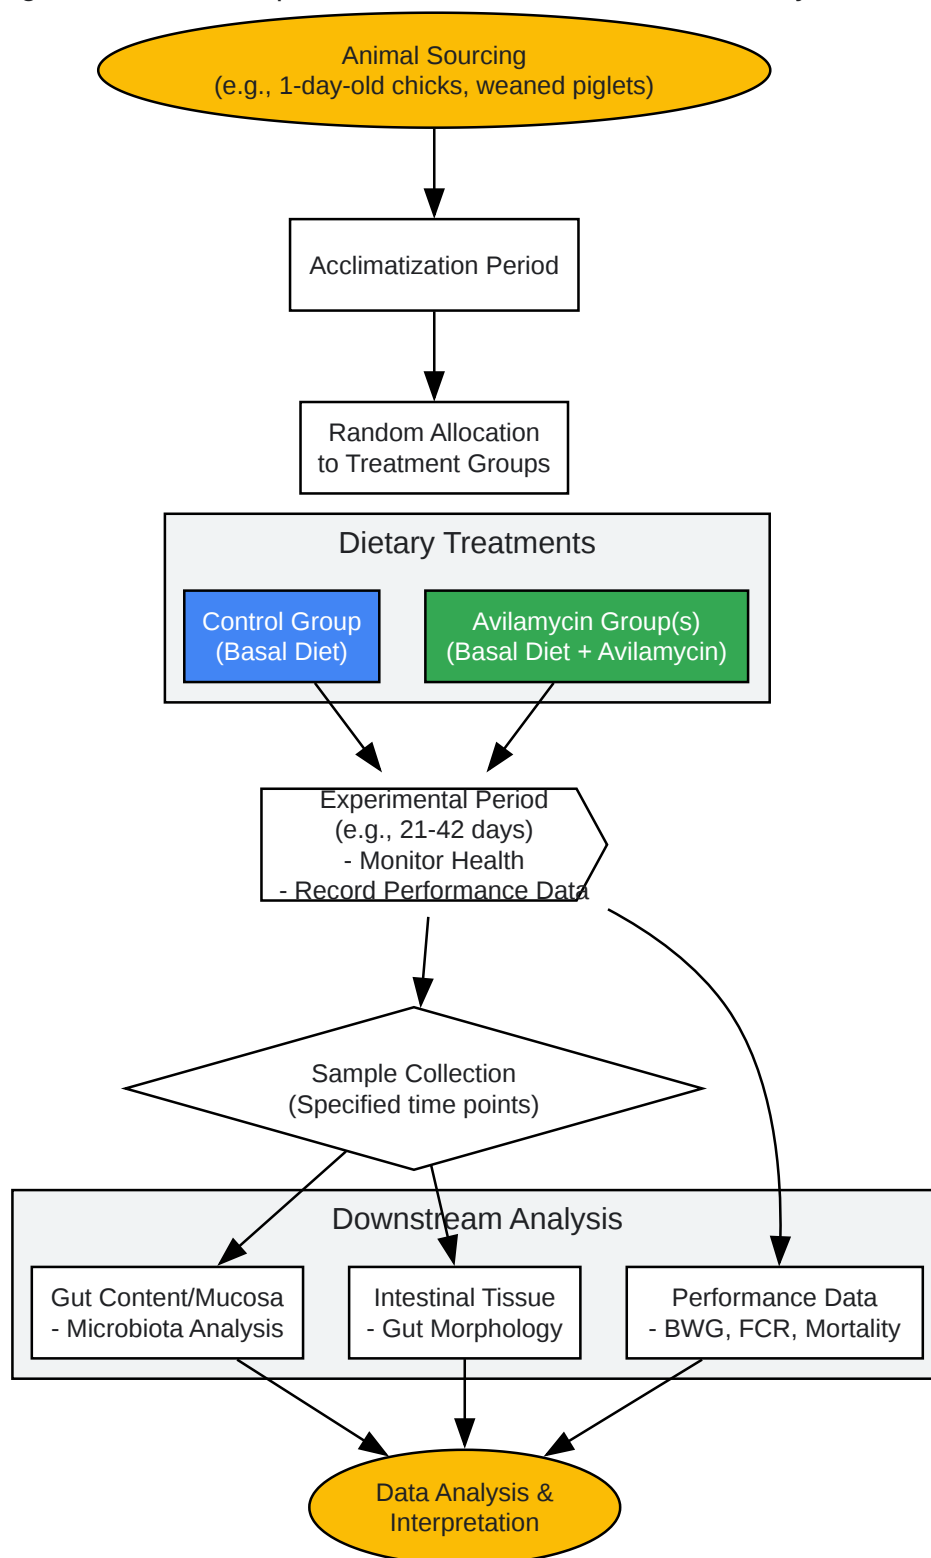 Animal Sourcing
(e.g., 1-day-old chicks, weaned piglets)
Acclimatization Period
Random Allocation
to Treatment Groups
Dietary Treatments
Control Group
(Basal Diet)
Avilamycin Group(s)
(Basal Diet + Avilamycin)
Experimental Period
(e.g., 21-42 days)
- Monitor Health
- Record Performance Data
Sample Collection
(Specified time points)
Downstream Analysis
Gut Content/Mucosa
- Microbiota Analysis
Intestinal Tissue
- Gut Morphology
Performance Data
- BWG, FCR, Mortality
Data Analysis &
Interpretation